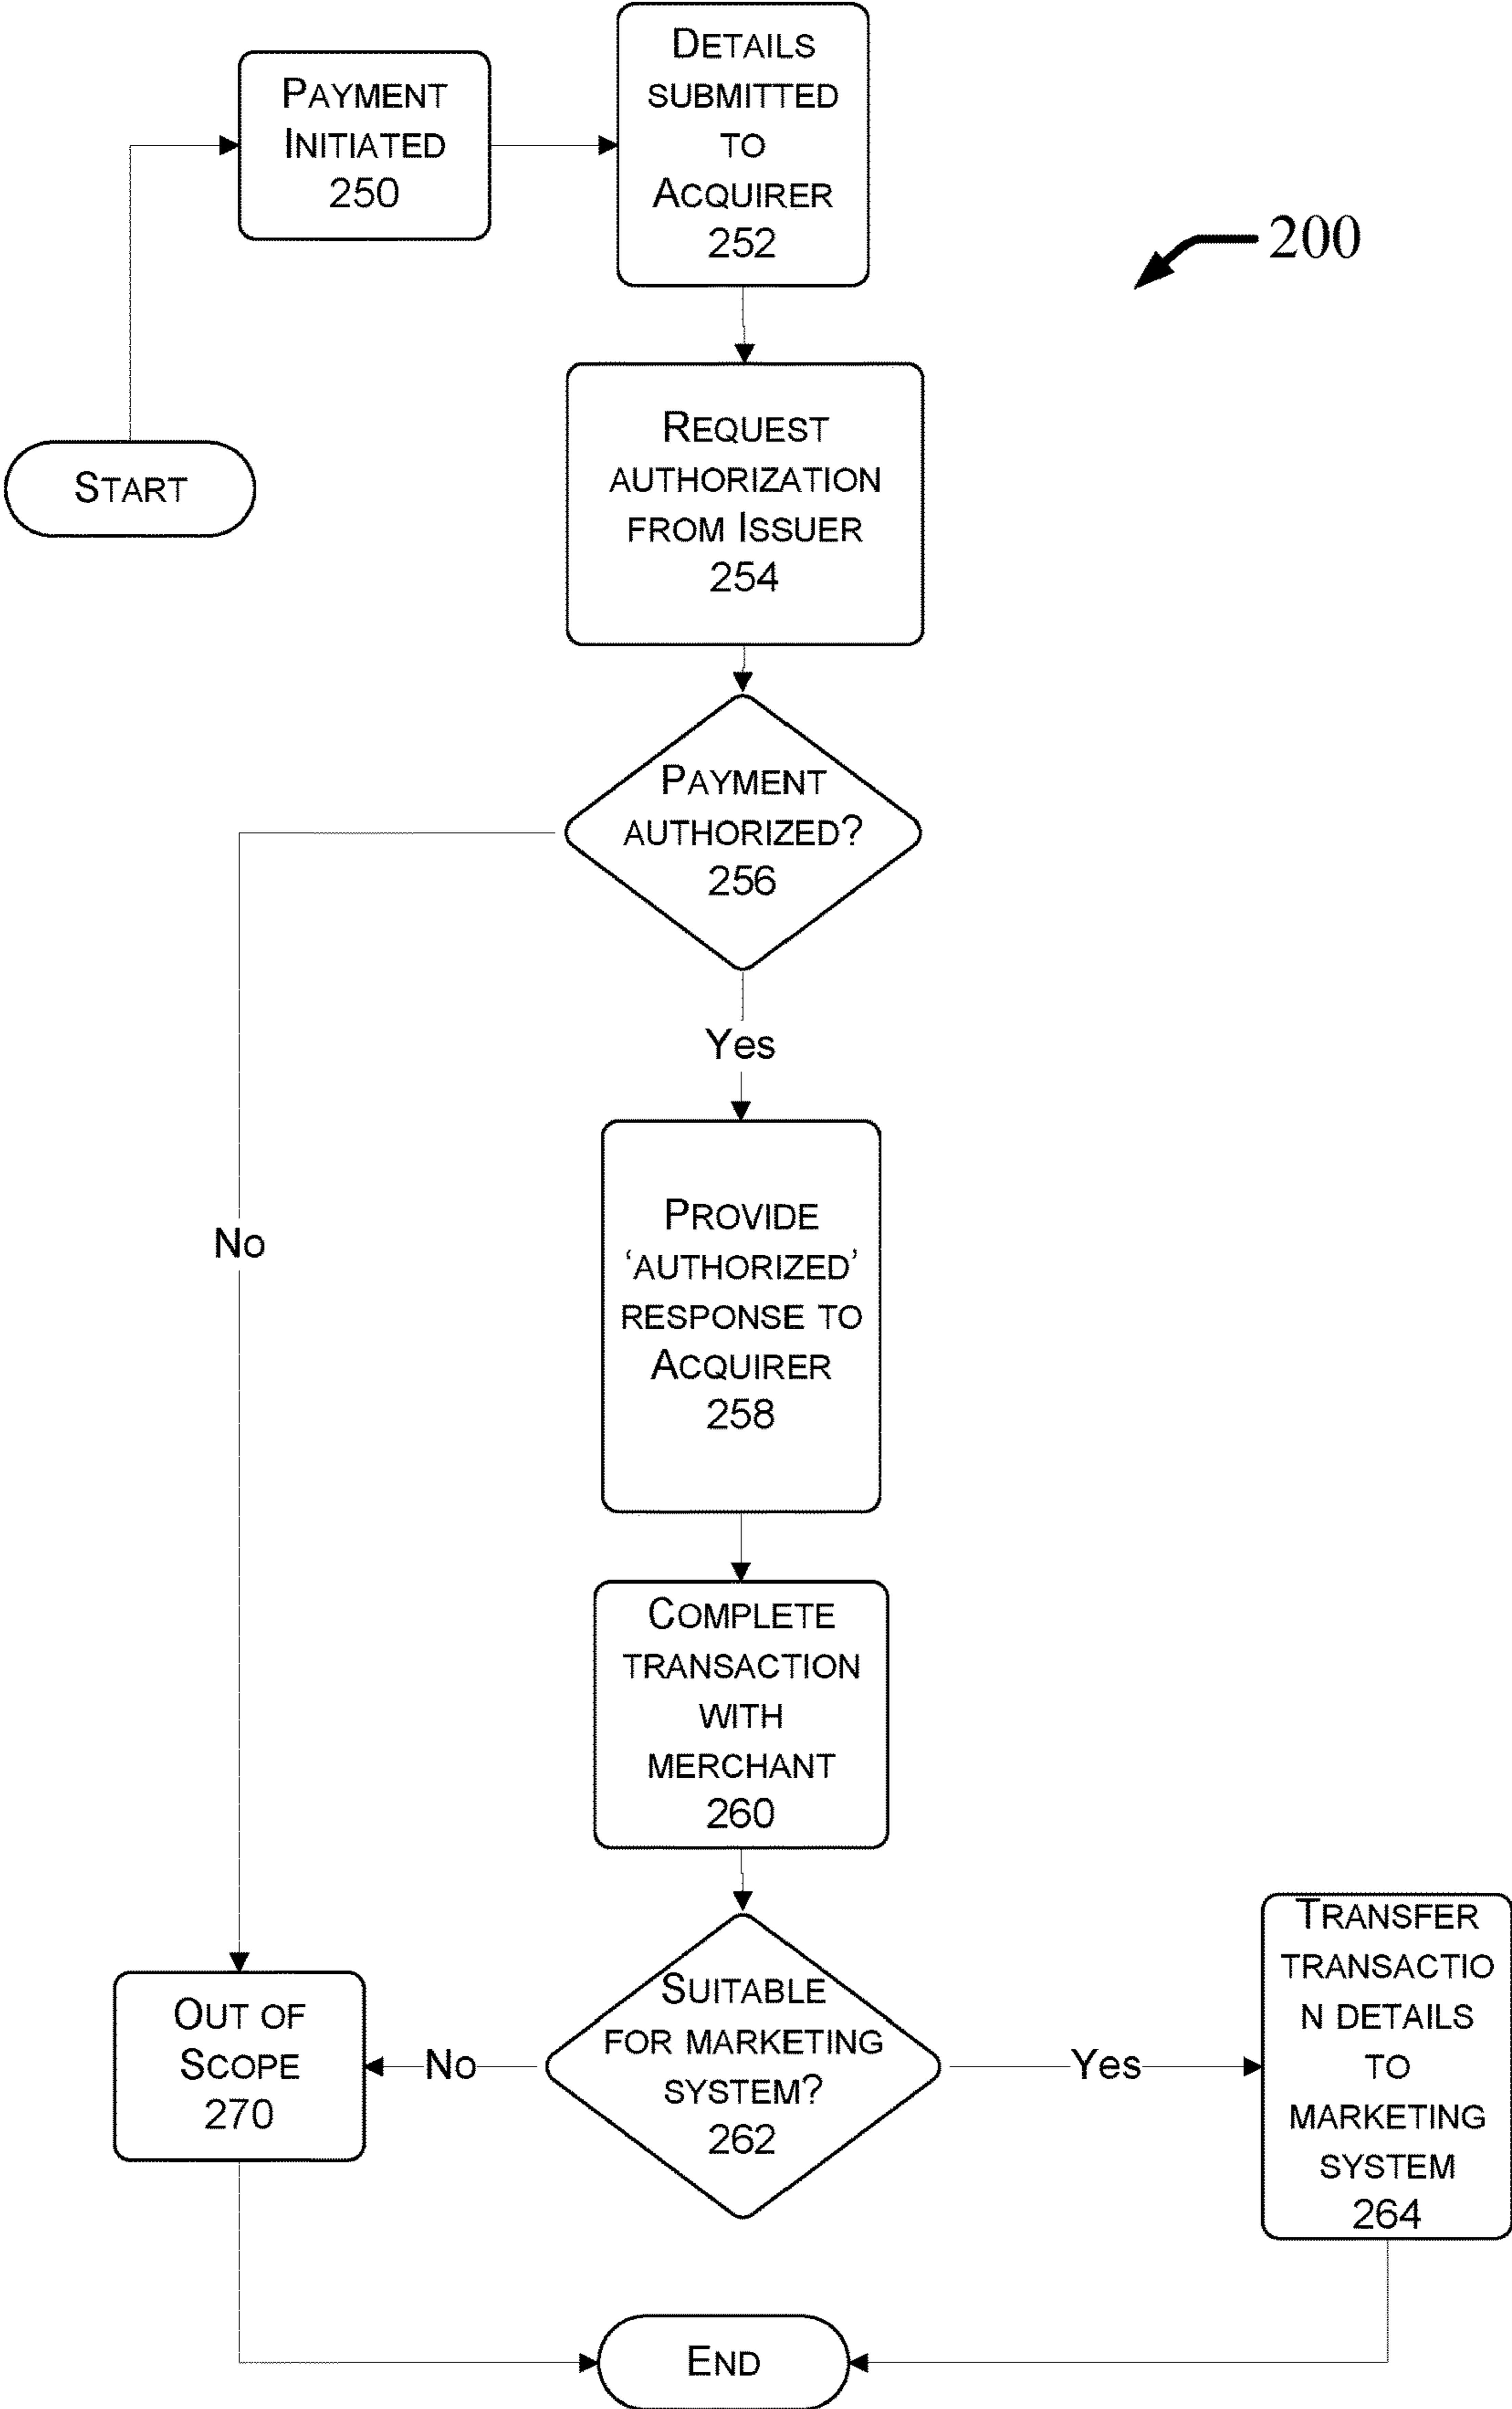 DETAILS
SUBMITTED
TO
ACQUIRER
252
PAYMENT
INITIATED
250
200
START
REQUEST
AUTHORIZATION
FROM ISSUER
254
PAYMENT
AUTHORIZED?
256
Yes
No
PROVIDE
‘AUTHORIZED’
RESPONSE TO
ACQUIRER
258
COMPLETE
TRANSACTION
WITH
MERCHANT
260
SUITABLE
FOR MARKETING
SYSTEM?
262
No
OUT OF
SCOPE
270
Yes
TRANSFER
TRANSACTIO
N DETAILS
TO
MARKETING
SYSTEM
264
END